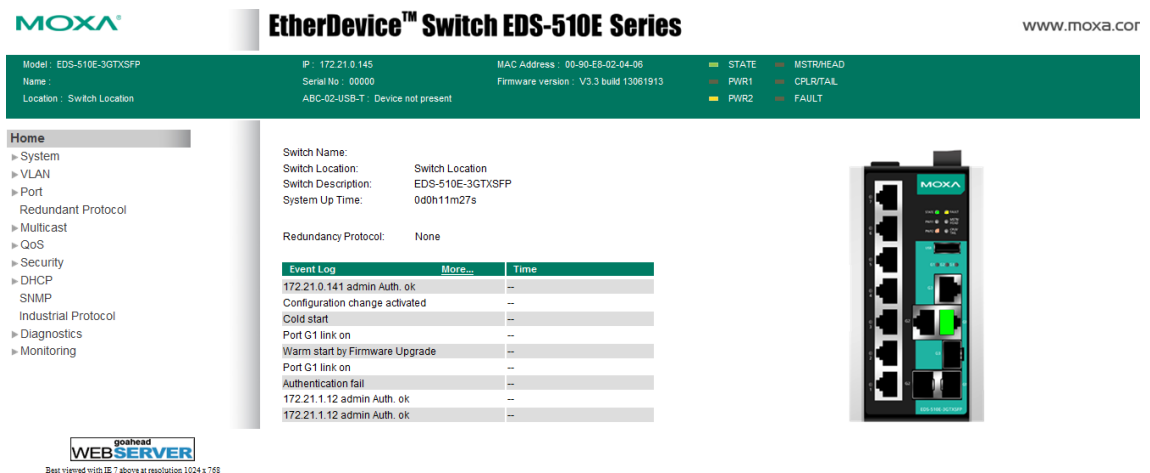 MOXA®
EtherDevice™ Switch EDS-510E Series
www.moxa.cor
Model : EDS-510E-3GTXSFP
IP : 172.21.0.145
MAC Address : 00-90-E8-02-04-06
STATE
MSTR/HEAD
Name :
Serial No : 00000
Firmware version : V3.3 build 13061913
PWR1
CPLR/TAIL
Location : Switch Location
ABC-02-USB-T : Device not present
PWR2
FAULT
Home
System
VLAN
Port
Redundant Protocol
Multicast
QoS
Security
DHCP
SNMP
Industrial Protocol
Diagnostics
Monitoring
Switch Name:
Switch Location: Switch Location
Switch Description: EDS-510E-3GTXSFP
System Up Time: 0d0h11m27s
Redundancy Protocol: None
Event Log More... Time
172.21.0.141 admin Auth. ok --
Configuration change activated --
Cold start --
Port G1 link on --
Warm start by Firmware Upgrade --
Port G1 link on --
Authentication fail --
172.21.1.12 admin Auth. ok --
172.21.1.12 admin Auth. ok --
MOXA
EDS-510E-3GTXSFP
goahead
WEBSERVER
Best viewed with IE 7 above at resolution 1024 x 768